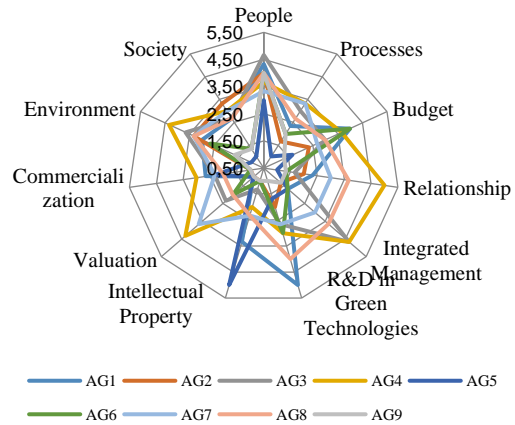 People
Processes
Budget
Relationship
Integrated
Management
R&D in
Green
Technologies
Intellectual
Property
Valuation
Commerciali
zation
Environment
Society
5,50
4,50
3,50
2,50
1,50
0,50
AG1 AG2 AG3 AG4 AG5
AG6 AG7 AG8 AG9